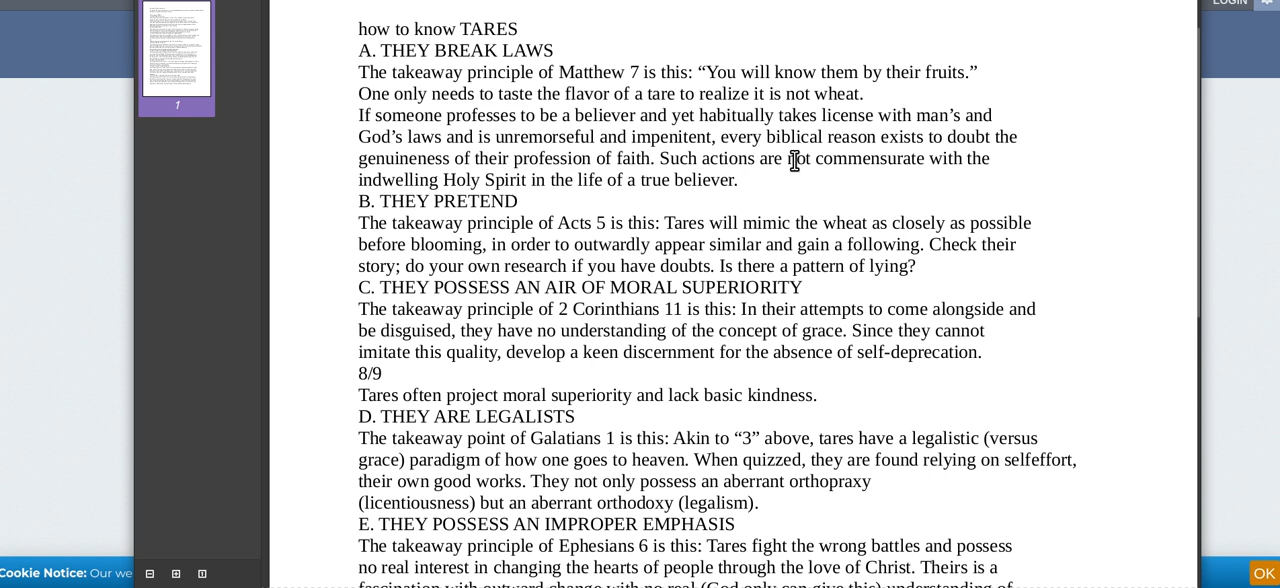 LOGIN
how to know TARES
A. THEY BREAK LAWS
The takeaway principle of Matthew 7 is this: “You will know them by their fruits.”
One only needs to taste the flavor of a tare to realize it is not wheat.
If someone professes to be a believer and yet habitually takes license with man’s and
God’s laws and is unremorseful and impenitent, every biblical reason exists to doubt the
genuineness of their profession of faith. Such actions are not commensurate with the
indwelling Holy Spirit in the life of a true believer.
B. THEY PRETEND
The takeaway principle of Acts 5 is this: Tares will mimic the wheat as closely as possible
before blooming, in order to outwardly appear similar and gain a following. Check their
story; do your own research if you have doubts. Is there a pattern of lying?
C. THEY POSSESS AN AIR OF MORAL SUPERIORITY
The takeaway principle of 2 Corinthians 11 is this: In their attempts to come alongside and
be disguised, they have no understanding of the concept of grace. Since they cannot
imitate this quality, develop a keen discernment for the absence of self-deprecation.
8/9
Tares often project moral superiority and lack basic kindness.
D. THEY ARE LEGALISTS
The takeaway point of Galatians 1 is this: Akin to “3” above, tares have a legalistic (versus
grace) paradigm of how one goes to heaven. When quizzed, they are found relying on selfeffort,
their own good works. They not only possess an aberrant orthopraxy
(licentiousness) but an aberrant orthodoxy (legalism).
E. THEY POSSESS AN IMPROPER EMPHASIS
The takeaway principle of Ephesians 6 is this: Tares fight the wrong battles and possess
no real interest in changing the hearts of people through the love of Christ. Theirs is a
fascination with outward change with no real (God only can give this) understanding of
1
Cookie Notice: Our we
OK